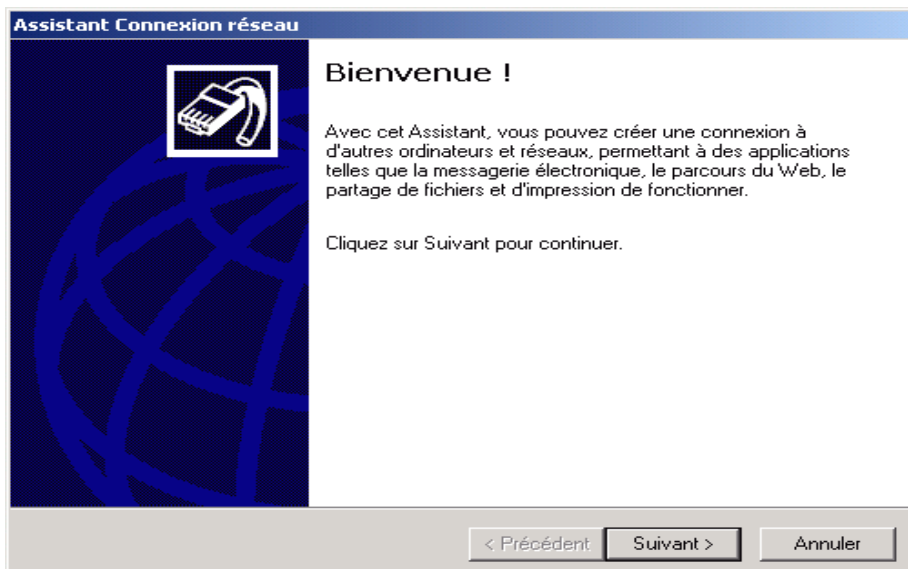 Assistant Connexion réseau
Bienvenue !
Avec cet Assistant, vous pouvez créer une connexion à
d'autres ordinateurs et réseaux, permettant à des applications
telles que la messagerie électronique, le parcours du Web, le
partage de fichiers et d'impression de fonctionner.
Cliquez sur Suivant pour continuer.
< Précédent
Suivant >
Annuler